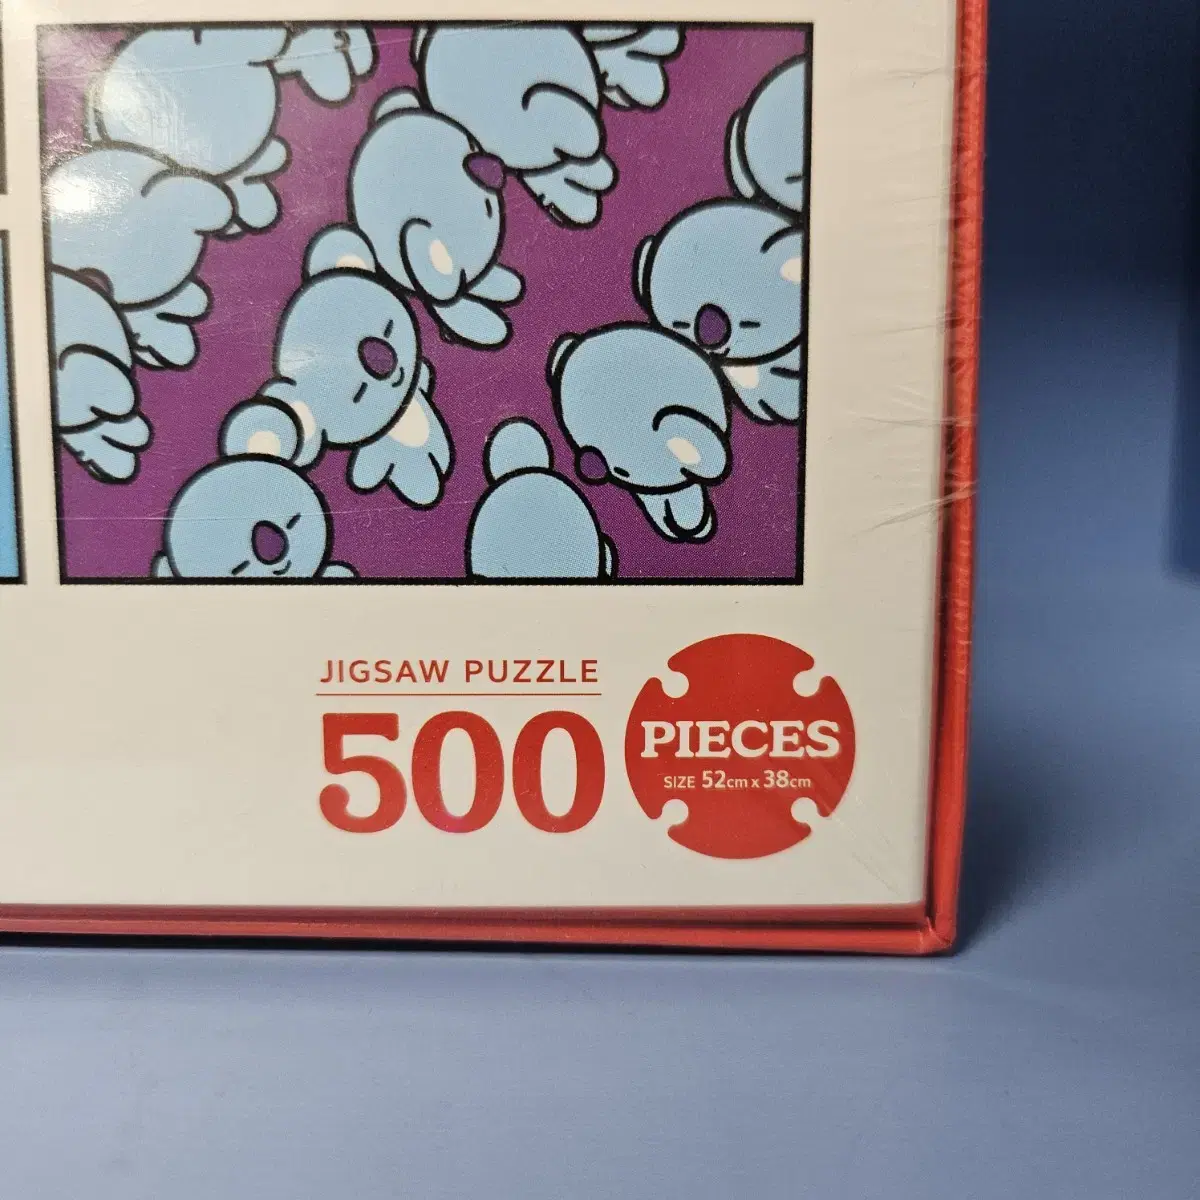 JIGSAW PUZZLE
500
PIECES
SIZE 52cm x 38cm